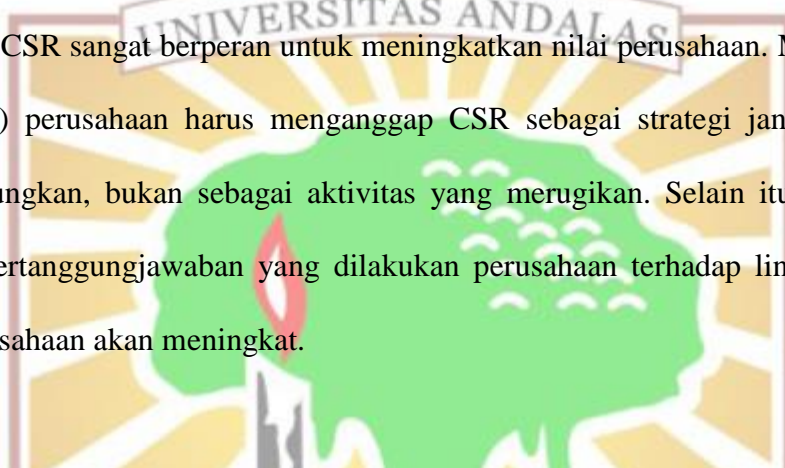 UNIVERSITAS ANDALAS
CSR sangat berperan untuk meningkatkan nilai perusahaan.
) perusahaan harus menganggap CSR sebagai strategi jan
ungkan, bukan sebagai aktivitas yang merugikan. Selain itu
ertanggungjawaban yang dilakukan perusahaan terhadap lin
sahaan akan meningkat.